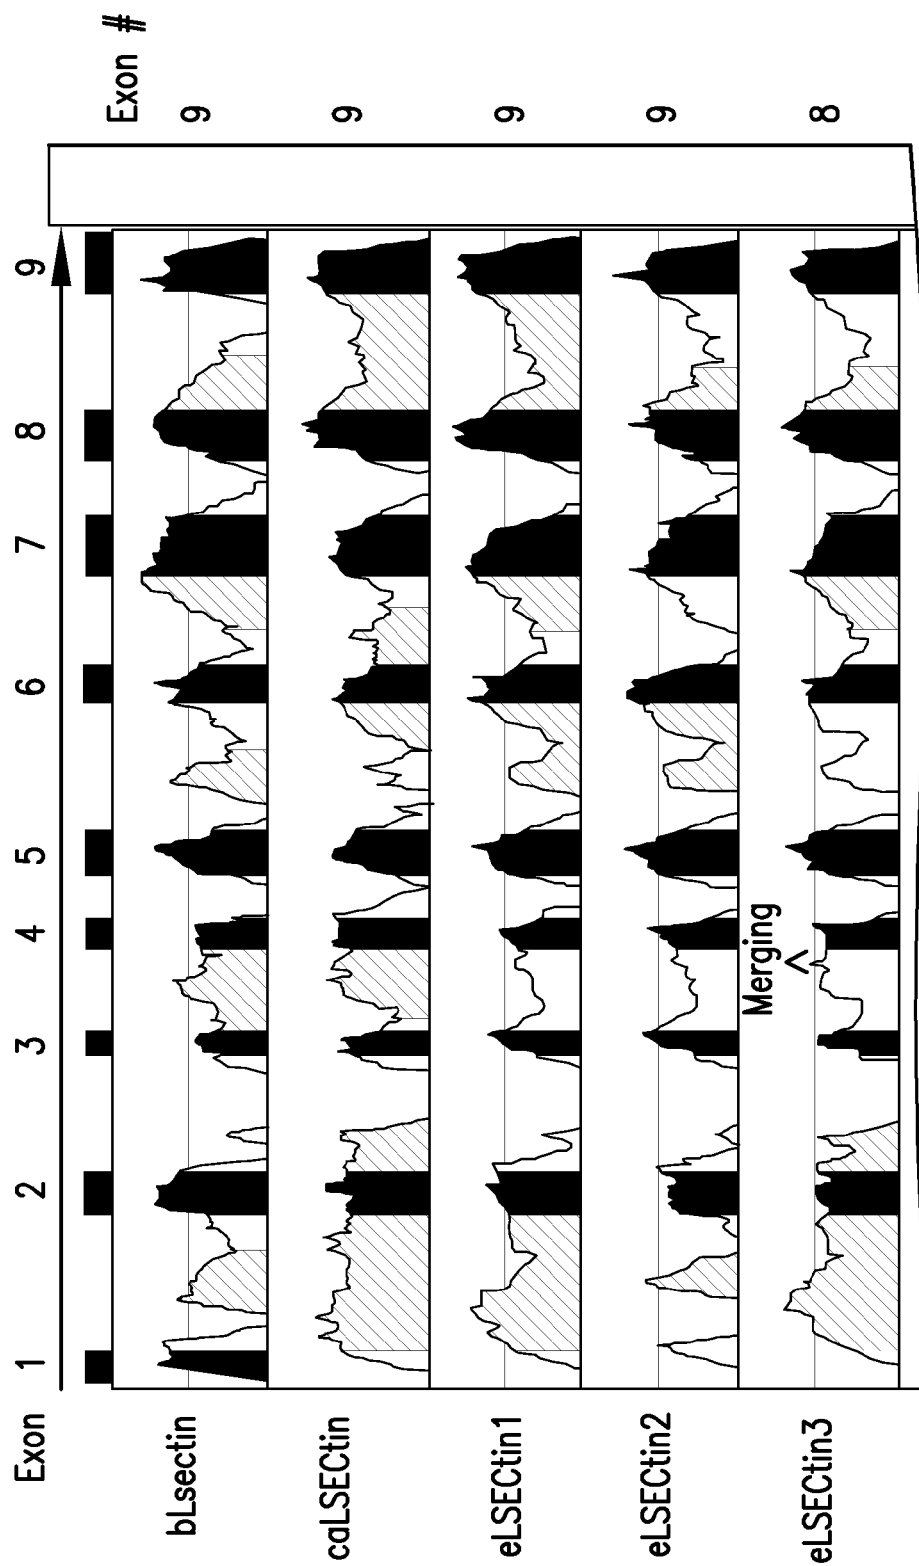 Exon 1 2 3 4 5 6 7 8 9
Exon #
bLsectin 9
caLSECtin 9
eLSECtin1 9
eLSECtin2 9
Merging
^
eLSECtin3 8